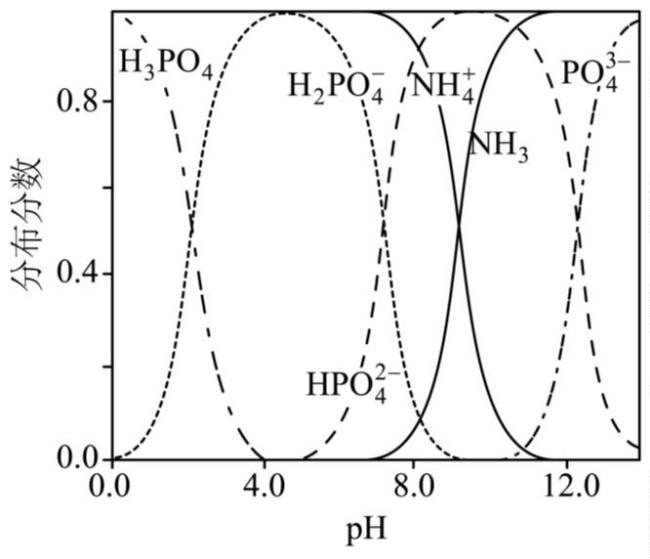 H₃PO₄
H₂PO₄⁻
NH₄⁺
PO₄³⁻
0.8
NH₃
分布分数
0.4
HPO₄²⁻
0.0
0.0 4.0 8.0 12.0
pH